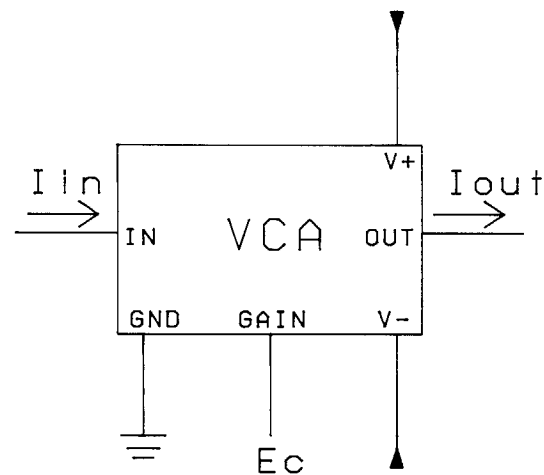 V+
Iin
Iout
IN
VCA
OUT
GND
GAIN
V-
Ec